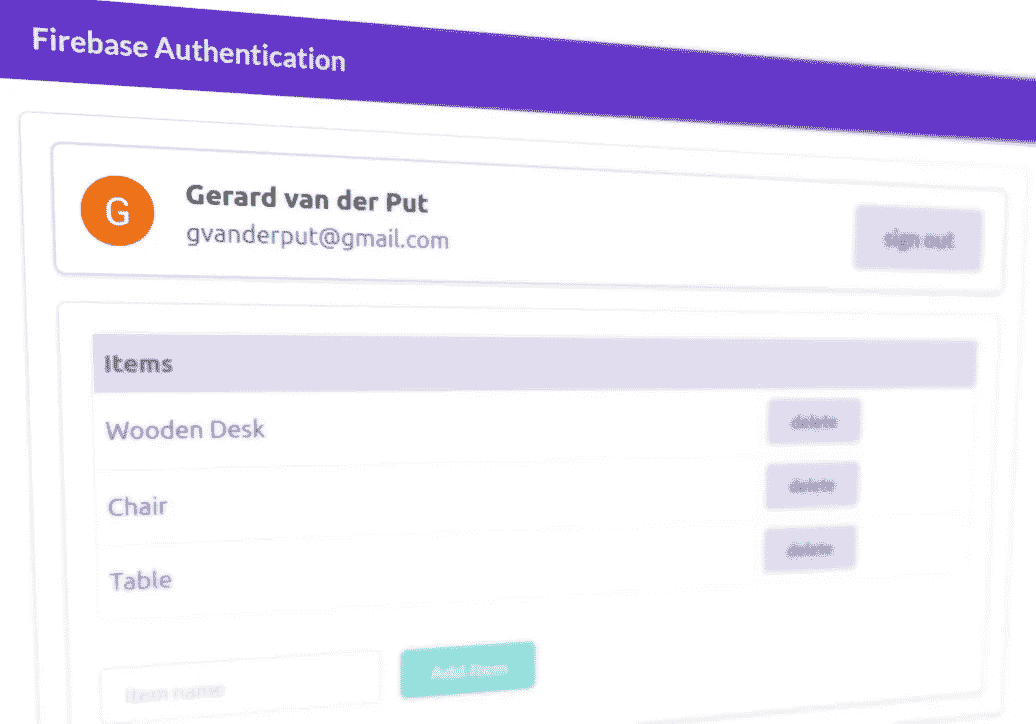 Firebase Authentication
G
Gerard van der Put
gvanderput@gmail.com
sign out
Items
Wooden Desk
delete
Chair
delete
Table
delete
Item name
Add Item